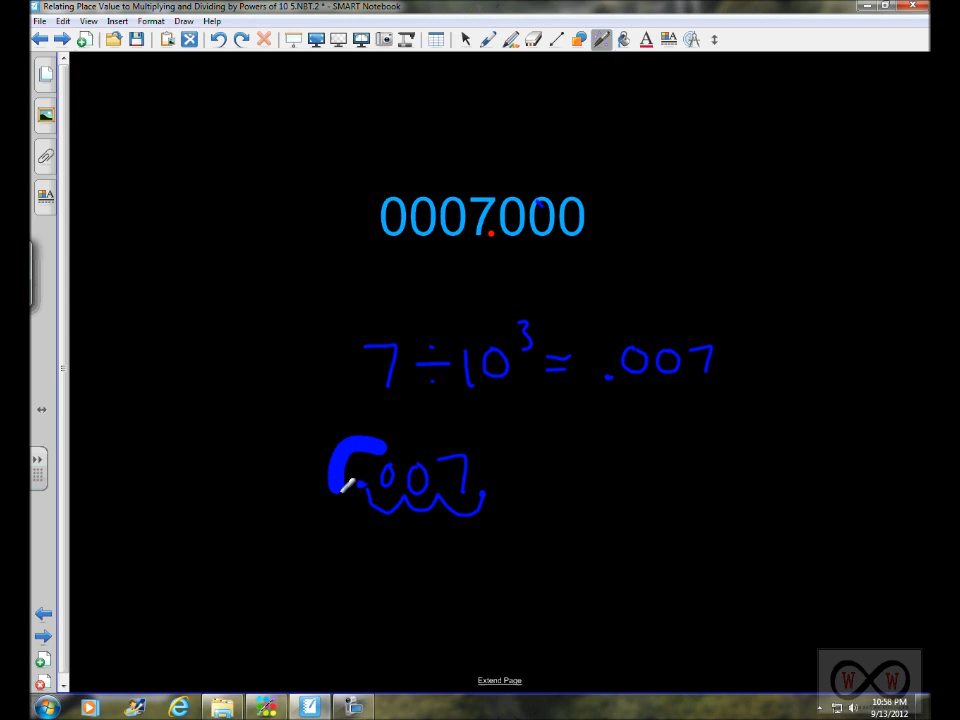 Relating Place Value to Multiplying and Dividing by Powers of 10 5.NBT.2 * - SMART Notebook
File Edit View Insert Format Draw Help
0007.000
7 ÷ 10³ = .007
.007.
Extend Page
W W
10:58 PM
9/13/2012